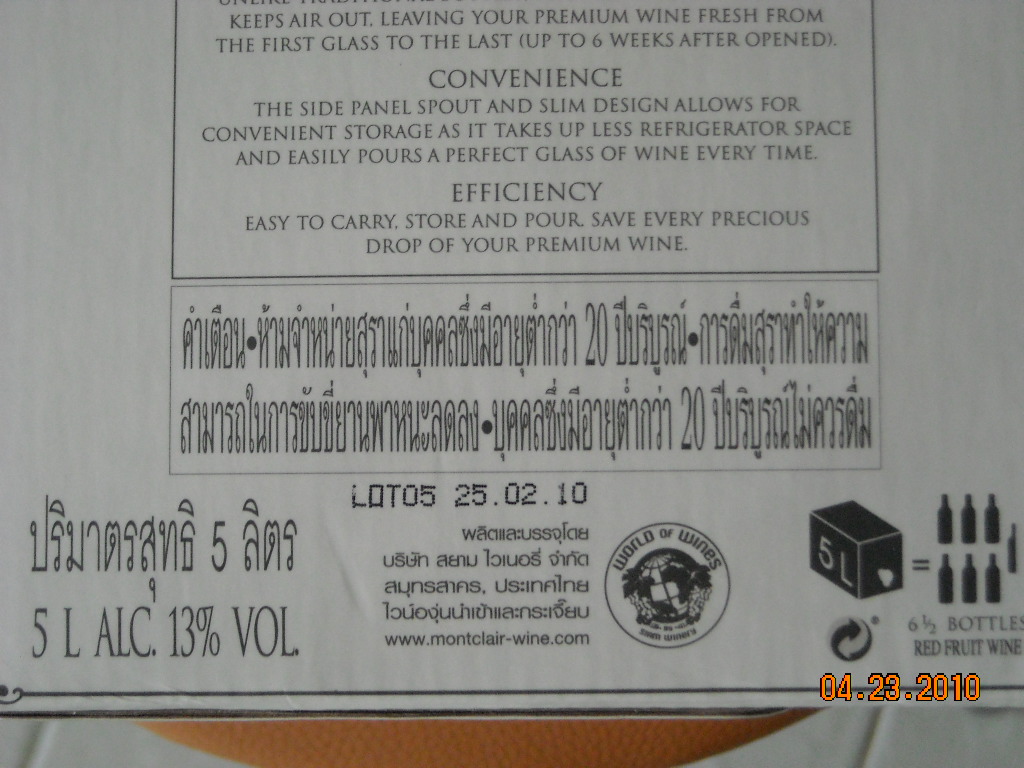 KEEPS AIR OUT, LEAVING YOUR PREMIUM WINE FRESH FROM
THE FIRST GLASS TO THE LAST (UP TO 6 WEEKS AFTER OPENED).
CONVENIENCE
THE SIDE PANEL SPOUT AND SLIM DESIGN ALLOWS FOR
CONVENIENT STORAGE AS IT TAKES UP LESS REFRIGERATOR SPACE
AND EASILY POURS A PERFECT GLASS OF WINE EVERY TIME.
EFFICIENCY
EASY TO CARRY, STORE AND POUR. SAVE EVERY PRECIOUS
DROP OF YOUR PREMIUM WINE.
คำเตือน•ห้ามจำหน่ายสุราแก่บุคคลซึ่งมีอายุต่ำกว่า 20 ปีบริบูรณ์•การดื่มสุราทำให้ความ
สามารถในการขับขี่ยานพาหนะลดลง•บุคคลซึ่งมีอายุต่ำกว่า 20 ปีบริบูรณ์ไม่ควรดื่ม
LOT05 25.02.10
ปริมาตรสุทธิ 5 ลิตร
5 L ALC. 13% VOL.
ผลิตและบรรจุโดย
บริษัท สยาม ไวเนอรี่ จำกัด
สมุทรสาคร, ประเทศไทย
ไวน์องุ่นนำเข้าและกระเจี๊ยบ
www.montclair-wine.com
WORLD OF WINES
SIAM WINERY
5L
=
6 ½ BOTTLES
RED FRUIT WINE
04.23.2010